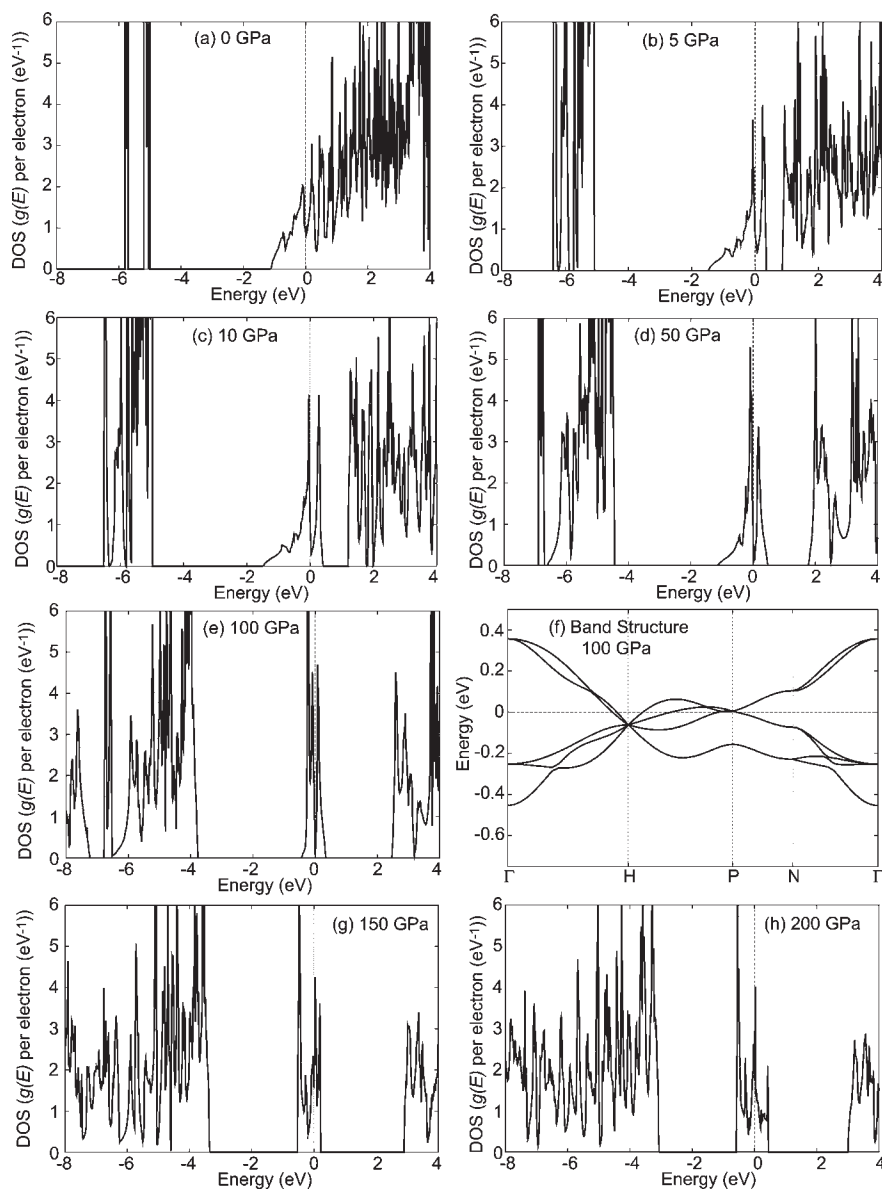 (a) 0 GPa
DOS (g(E) per electron (eV-1))
6
5
4
3
2
1
0
-8 -6 -4 -2 0 2 4
Energy (eV)
(b) 5 GPa
DOS (g(E) per electron (eV-1))
6
5
4
3
2
1
0
-8 -6 -4 -2 0 2 4
Energy (eV)
(c) 10 GPa
DOS (g(E) per electron (eV-1))
6
5
4
3
2
1
0
-8 -6 -4 -2 0 2 4
Energy (eV)
(d) 50 GPa
DOS (g(E) per electron (eV-1))
6
5
4
3
2
1
0
-8 -6 -4 -2 0 2 4
Energy (eV)
(e) 100 GPa
DOS (g(E) per electron (eV-1))
6
5
4
3
2
1
0
-8 -6 -4 -2 0 2 4
Energy (eV)
(f) Band Structure
100 GPa
Energy (eV)
0.4
0.2
0
-0.2
-0.4
-0.6
Γ H P N Γ
(g) 150 GPa
DOS (g(E) per electron (eV-1))
6
5
4
3
2
1
0
-8 -6 -4 -2 0 2 4
Energy (eV)
(h) 200 GPa
DOS (g(E) per electron (eV-1))
6
5
4
3
2
1
0
-8 -6 -4 -2 0 2 4
Energy (eV)